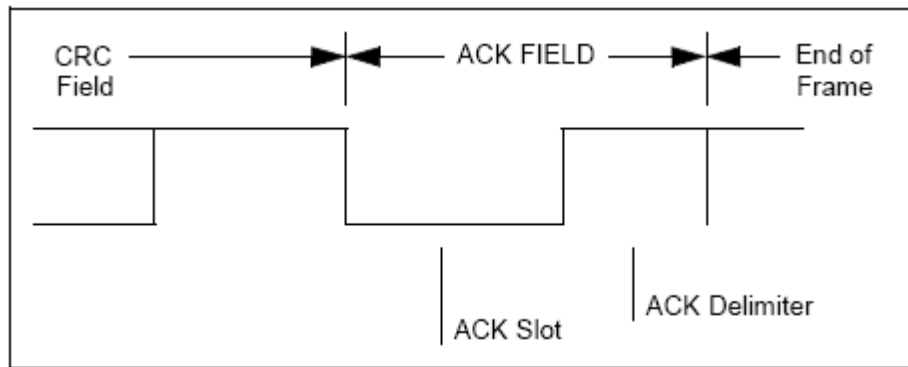 CRC
Field
ACK FIELD
End of
Frame
ACK Slot
ACK Delimiter